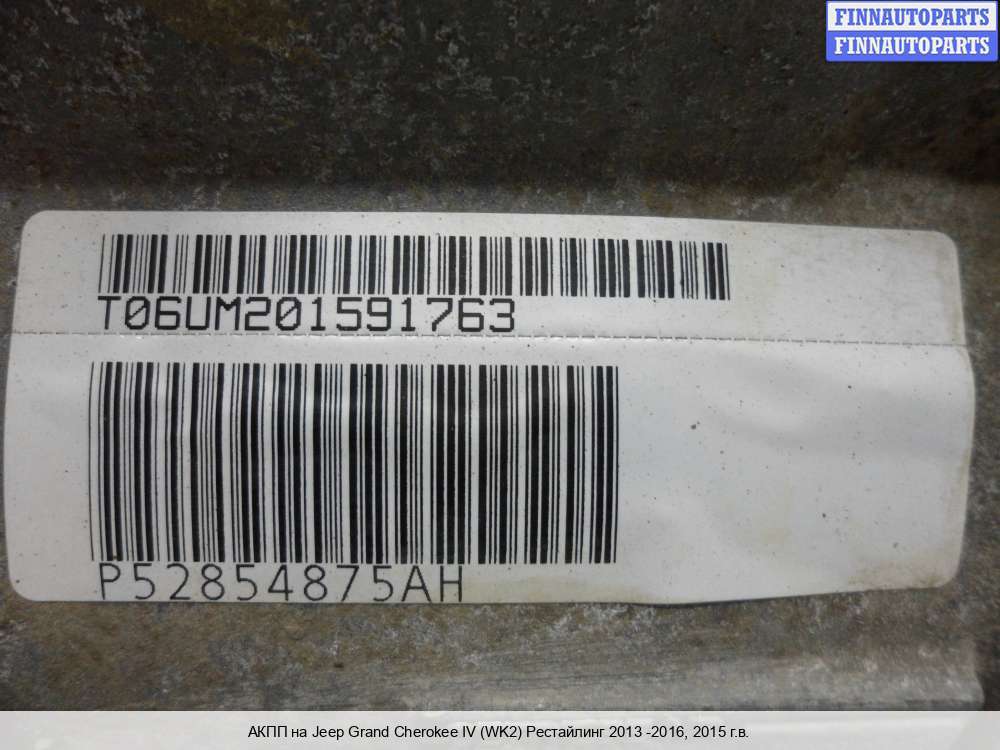 FINNAUTOPARTS
FINNAUTOPARTS
T06UM201591763
P52854875AH
АКПП на Jeep Grand Cherokee IV (WK2) Рестайлинг 2013 -2016, 2015 г.в.